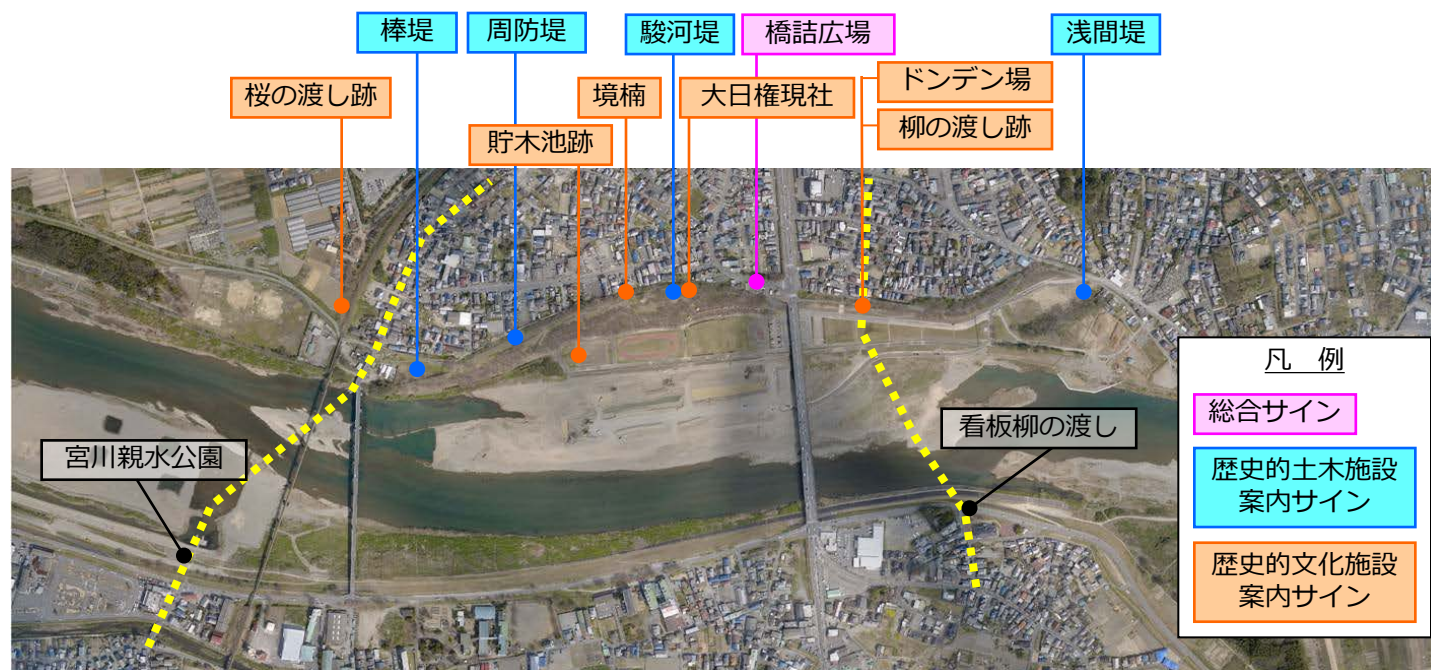 棒堤
周防堤
駿河堤
橋詰広場
浅間堤
桜の渡し跡
境楠
大日権現社
ドンデン場
貯木池跡
柳の渡し跡
宮川親水公園
看板柳の渡し
凡 例
総合サイン
歴史的土木施設
案内サイン
歴史的文化施設
案内サイン